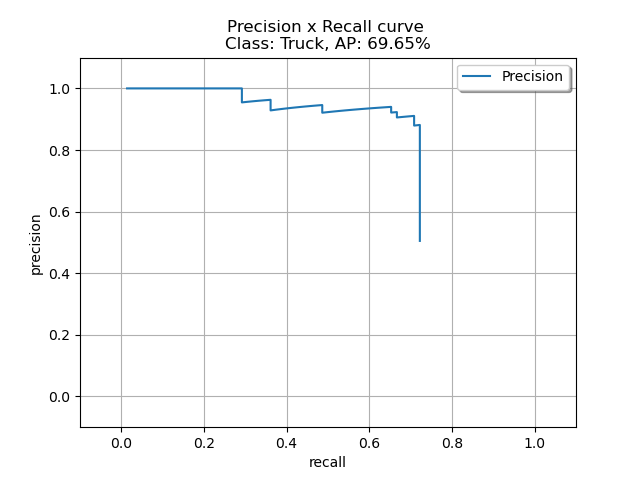 Precision x Recall curve
Class: Truck, AP: 69.65%
Precision
1.0
0.8
0.6
0.4
0.2
0.0
precision
0.0 0.2 0.4 0.6 0.8 1.0
recall